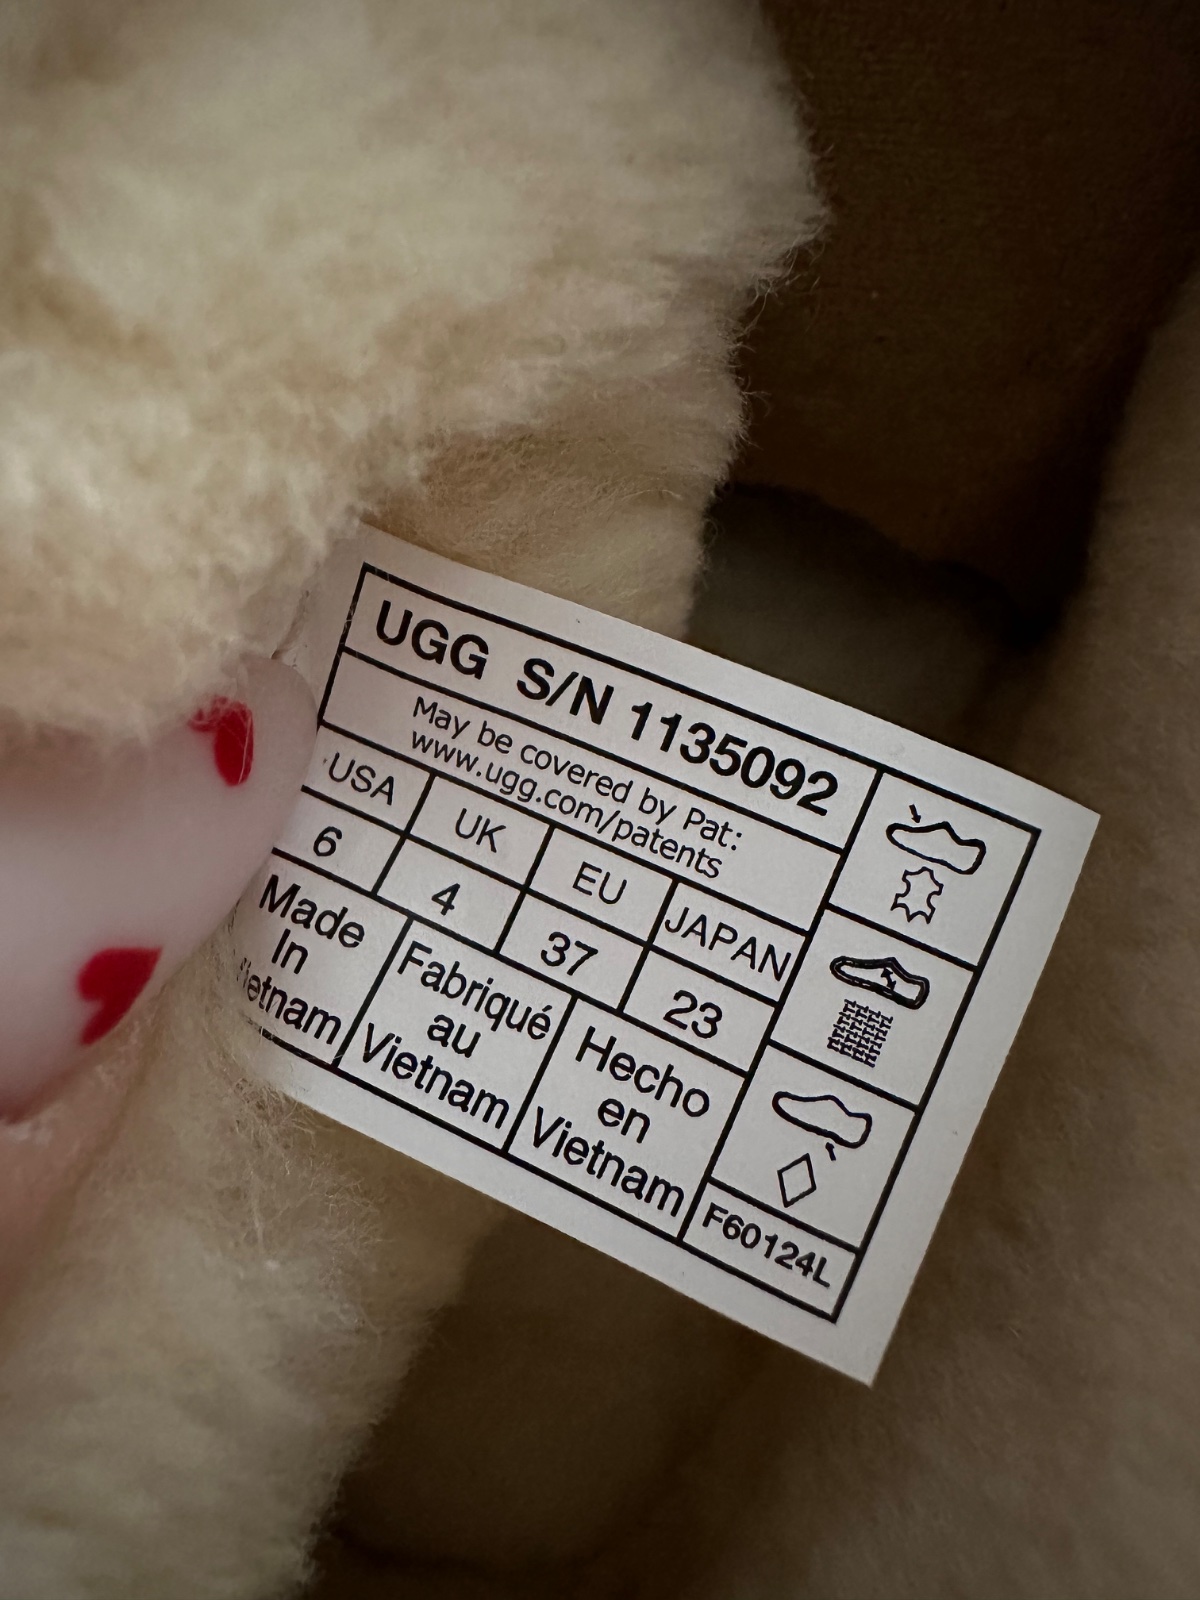 UGG S/N 1135092
May be covered by Pat:
www.ugg.com/patents
USA UK EU JAPAN
6 4 37 23
Made
In
Vietnam
Fabriqué
au
Vietnam
Hecho
en
Vietnam
F60124L